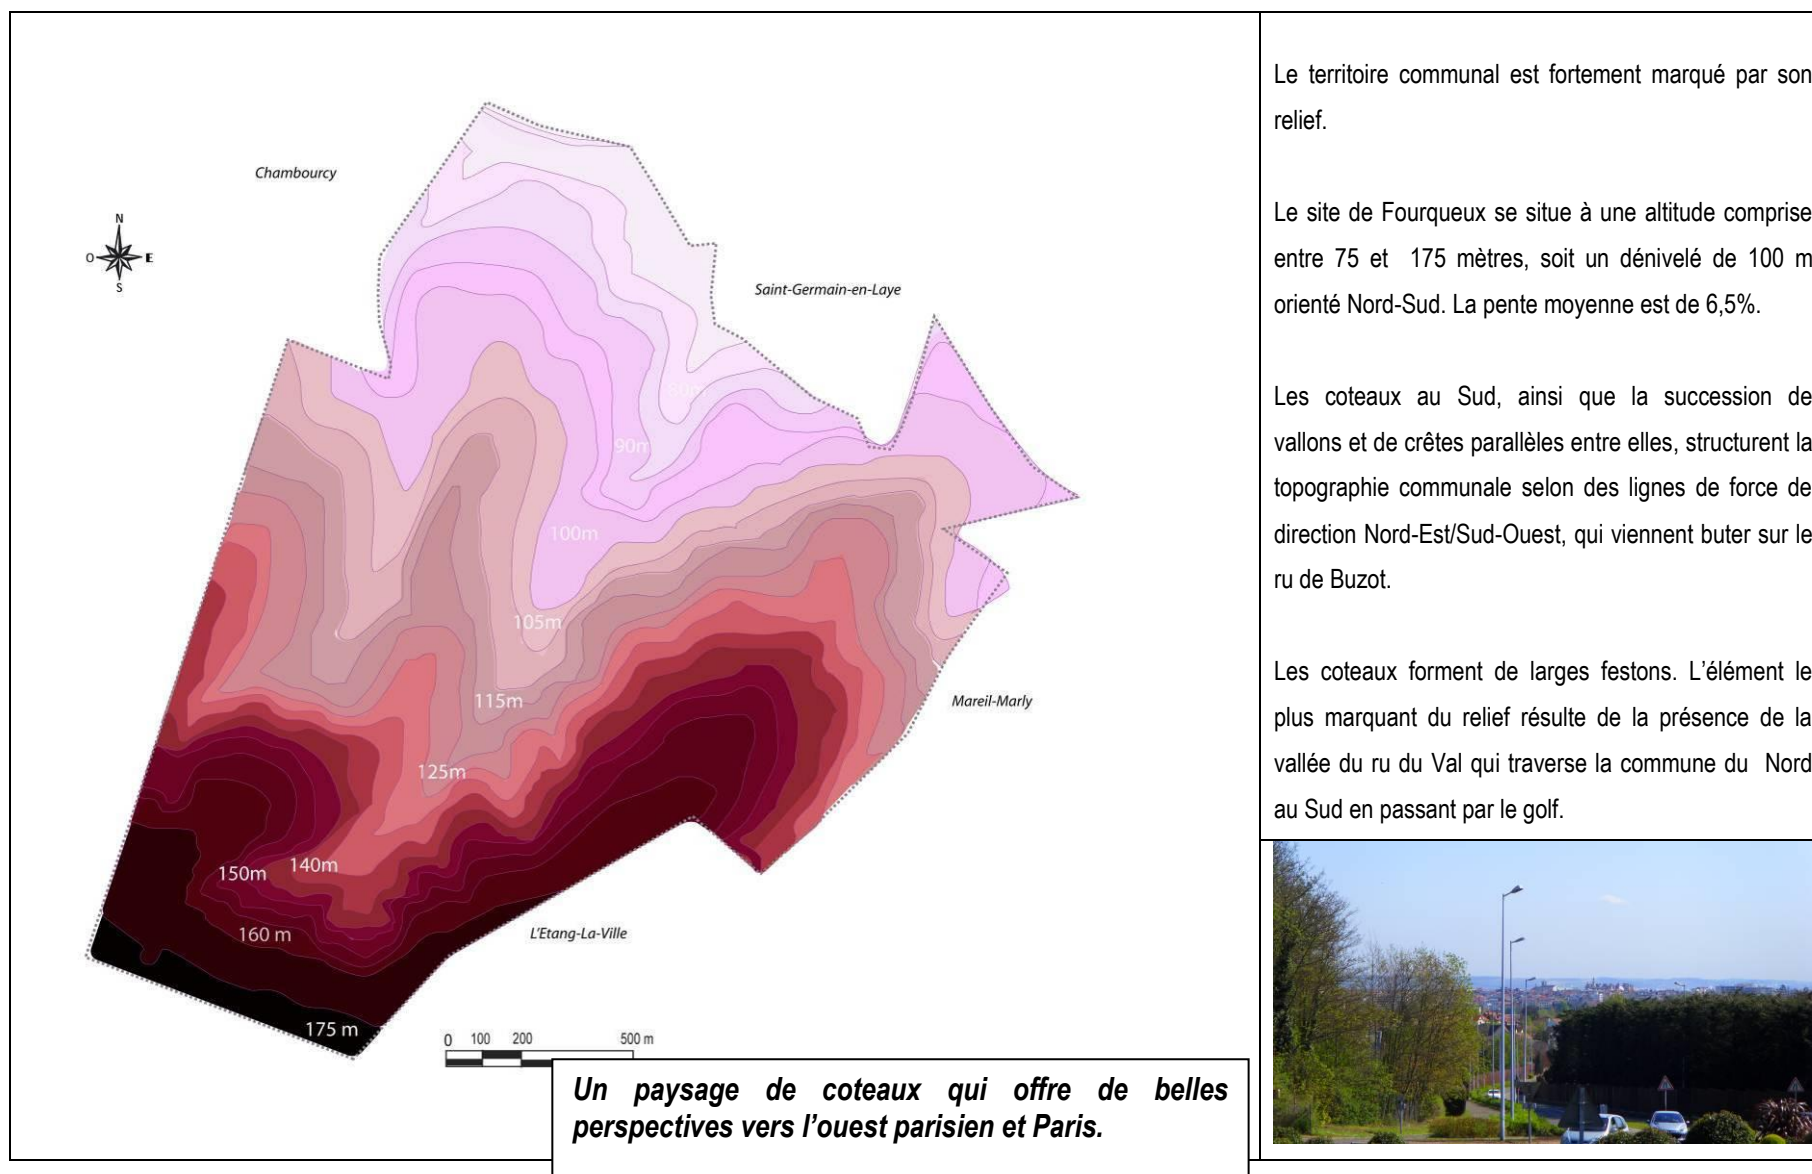 Chambourcy
N
O E
S
Saint-Germain-en-Laye
90m
100m
105m
115m
Mareil-Marly
125m
140m
150m
160 m
L'Etang-La-Ville
175 m
0 100 200 500 m
Un paysage de coteaux qui offre de belles
perspectives vers l'ouest parisien et Paris.
Le territoire communal est fortement marqué par son
relief.
Le site de Fourqueux se situe à une altitude comprise
entre 75 et 175 mètres, soit un dénivelé de 100 m
orienté Nord-Sud. La pente moyenne est de 6,5%.
Les coteaux au Sud, ainsi que la succession de
vallons et de crêtes parallèles entre elles, structurent la
topographie communale selon des lignes de force de
direction Nord-Est/Sud-Ouest, qui viennent buter sur le
ru de Buzot.
Les coteaux forment de larges festons. L'élément le
plus marquant du relief résulte de la présence de la
vallée du ru du Val qui traverse la commune du Nord
au Sud en passant par le golf.